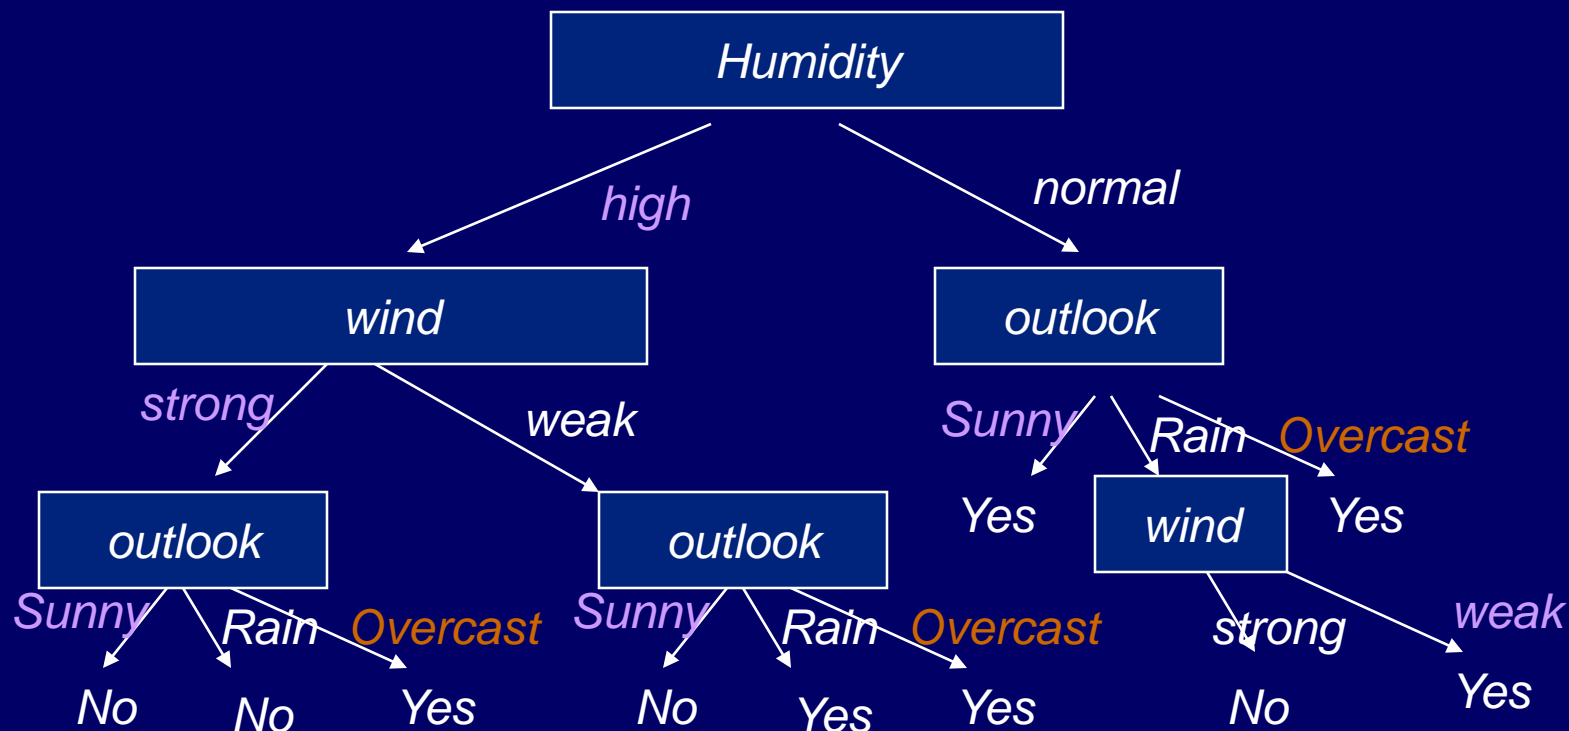 Humidity
high
normal
wind
outlook
strong
weak
Sunny
Rain
Overcast
Yes
wind
Yes
outlook
outlook
Sunny
Rain
Overcast
Sunny
Rain
Overcast
strong
weak
No
No
Yes
No
Yes
Yes
No
Yes